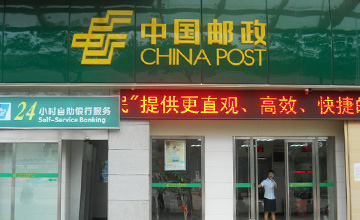 中国邮政
CHINA POST
民"提供更直观、高效、快捷的
24小时自助银行服务
Self-Service Banking